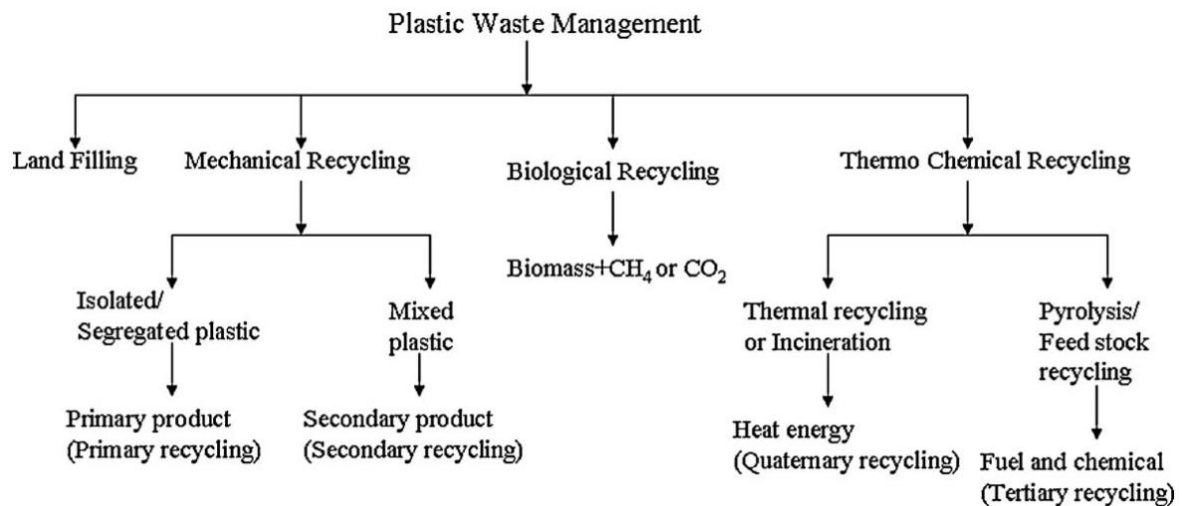 Plastic Waste Management
Land Filling
Mechanical Recycling
Biological Recycling
Thermo Chemical Recycling
Isolated/
Segregated plastic
Mixed
plastic
Biomass+CH₄ or CO₂
Thermal recycling
or Incineration
Pyrolysis/
Feed stock
recycling
Primary product
(Primary recycling)
Secondary product
(Secondary recycling)
Heat energy
(Quaternary recycling)
Fuel and chemical
(Tertiary recycling)